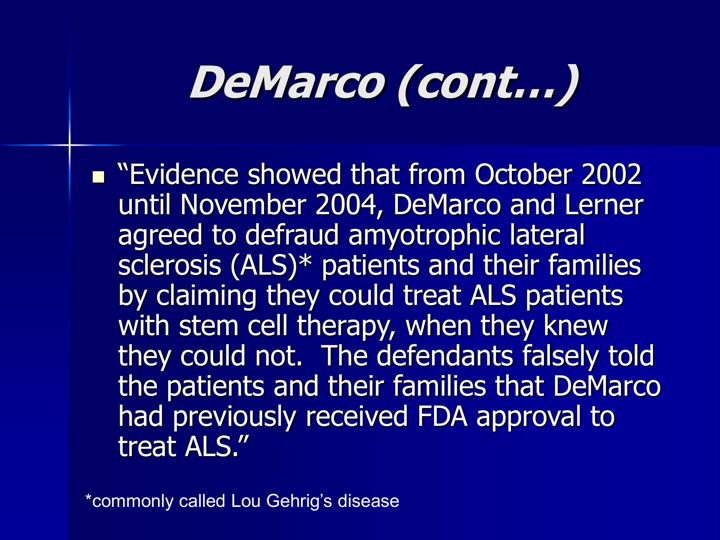 DeMarco (cont…)
“Evidence showed that from October 2002
until November 2004, DeMarco and Lerner
agreed to defraud amyotrophic lateral
sclerosis (ALS)* patients and their families
by claiming they could treat ALS patients
with stem cell therapy, when they knew
they could not.  The defendants falsely told
the patients and their families that DeMarco
had previously received FDA approval to
treat ALS.”
*commonly called Lou Gehrig’s disease